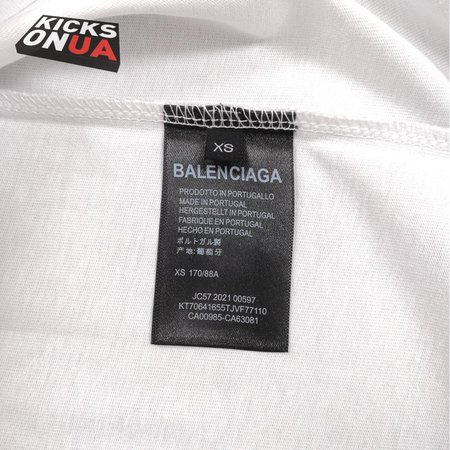 KICKS
ONUA
XS
BALENCIAGA
PRODOTTO IN PORTUGALLO
MADE IN PORTUGAL
HERGESTELLT IN PORTUGAL
FABRIQUE EN PORTUGAL
HECHO EN PORTUGAL
ポルトガル製
产地:葡萄牙
XS 170/88A
JC57 2021 00597
KT70641655TJVF77110
CA00985-CA63081